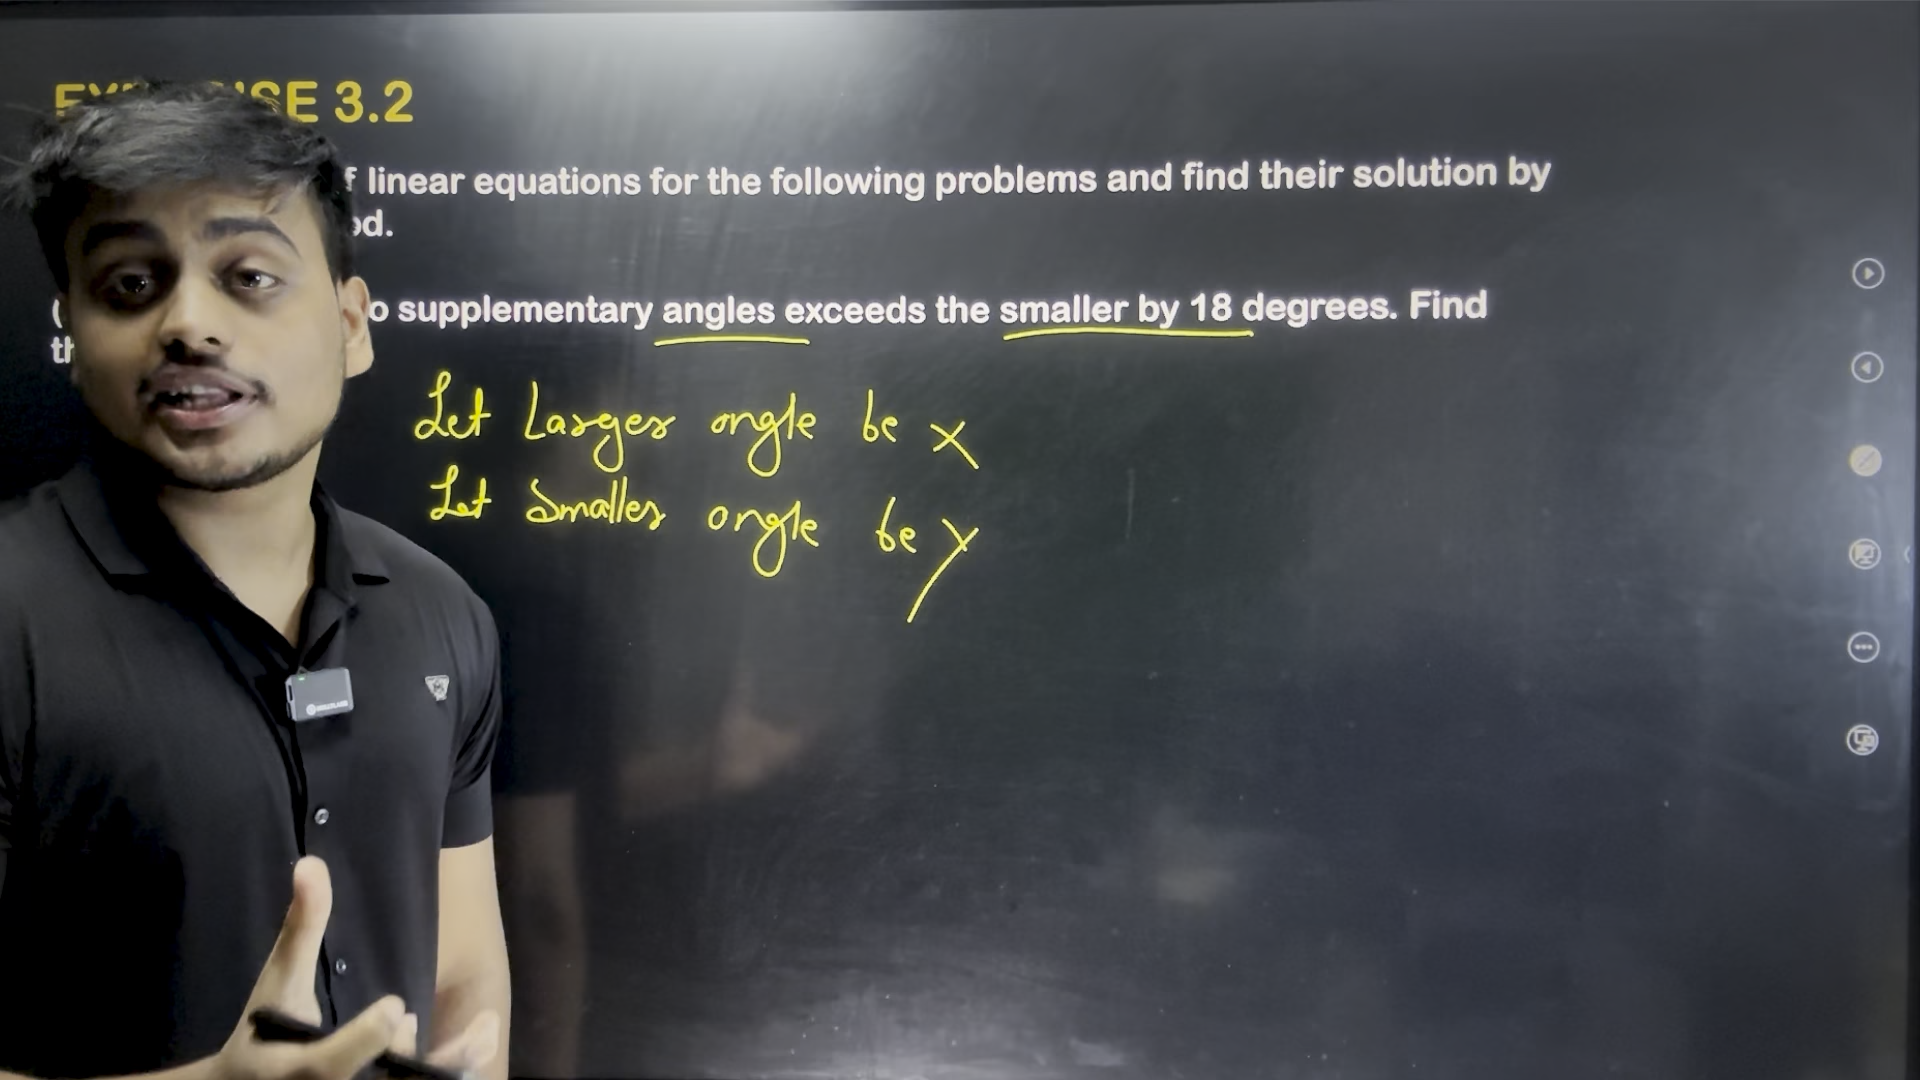 3.2
linear equations for the following problems and find their solution by
supplementary angles exceeds the smaller by 18 degrees. Find
Let Larger angle be x
Let Smaller angle be y